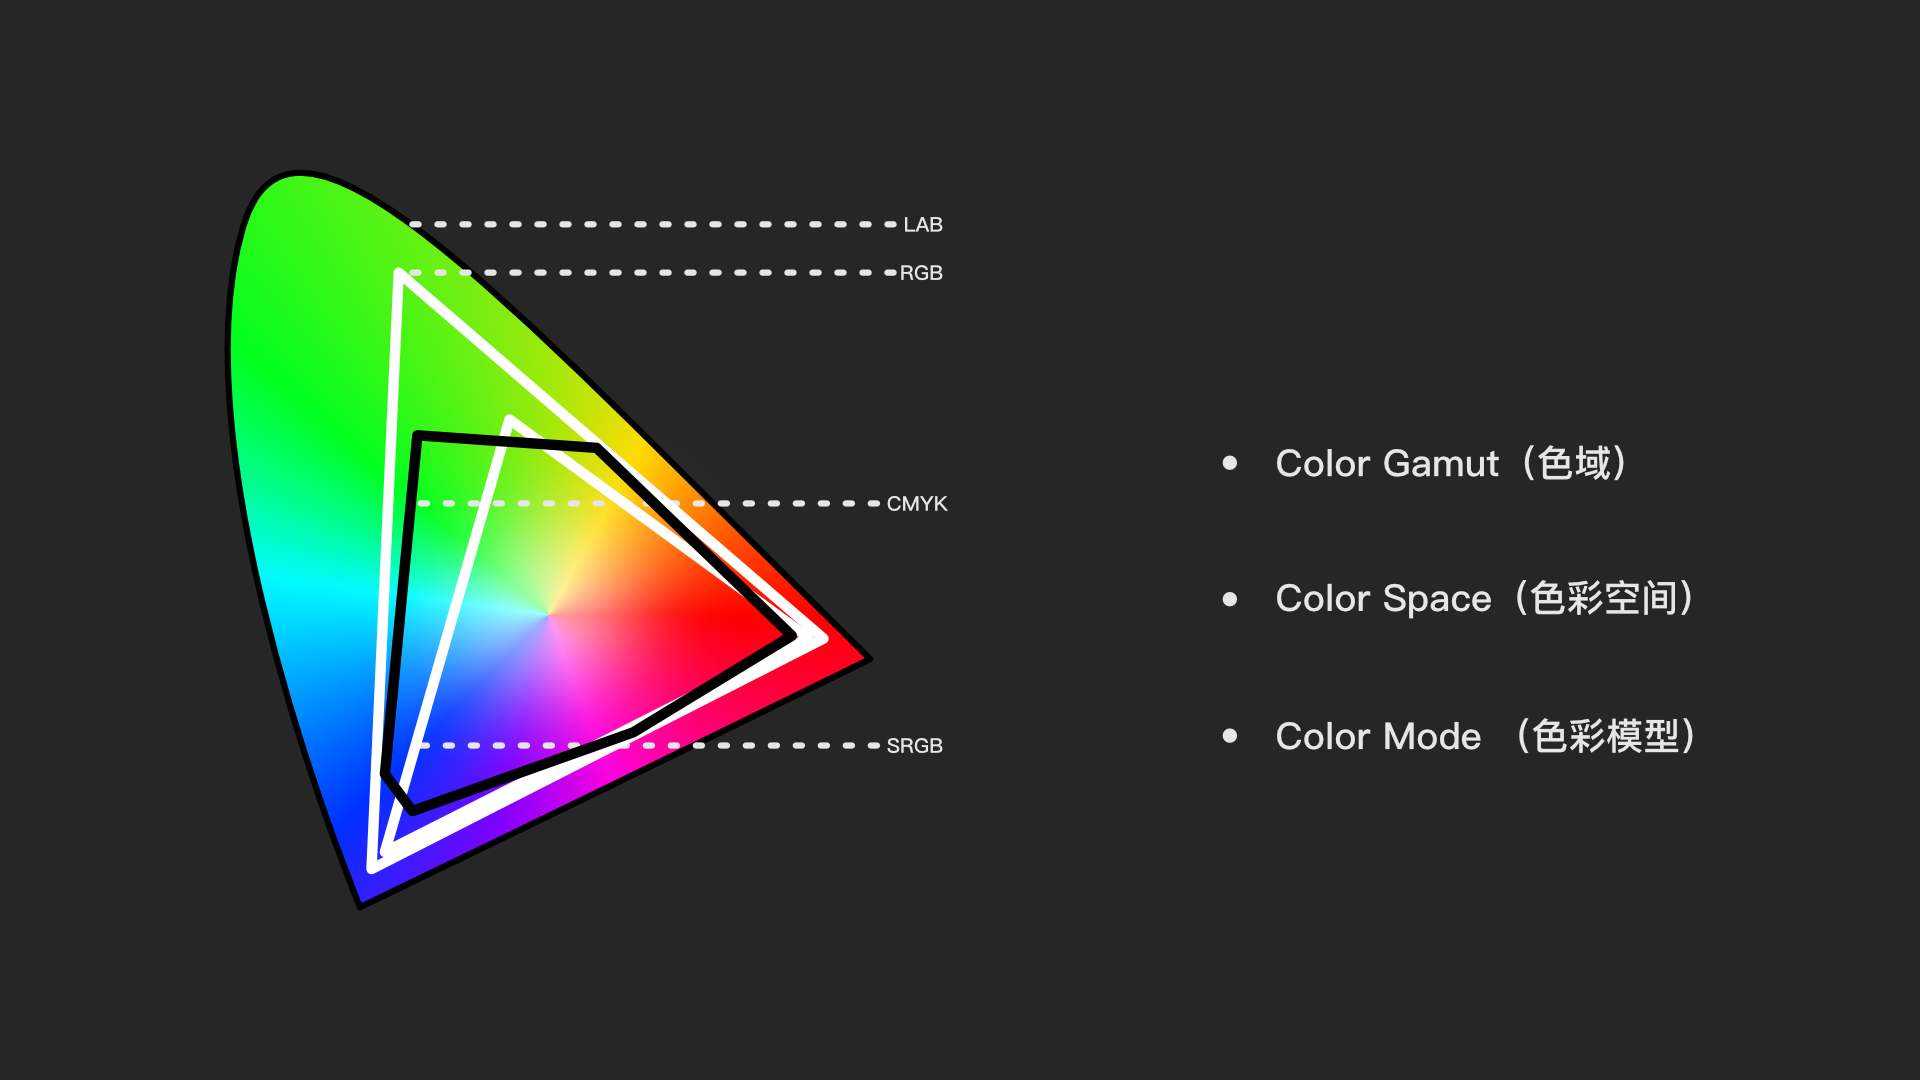 LAB
RGB
CMYK
SRGB
• Color Gamut（色域）
• Color Space（色彩空间）
• Color Mode （色彩模型）